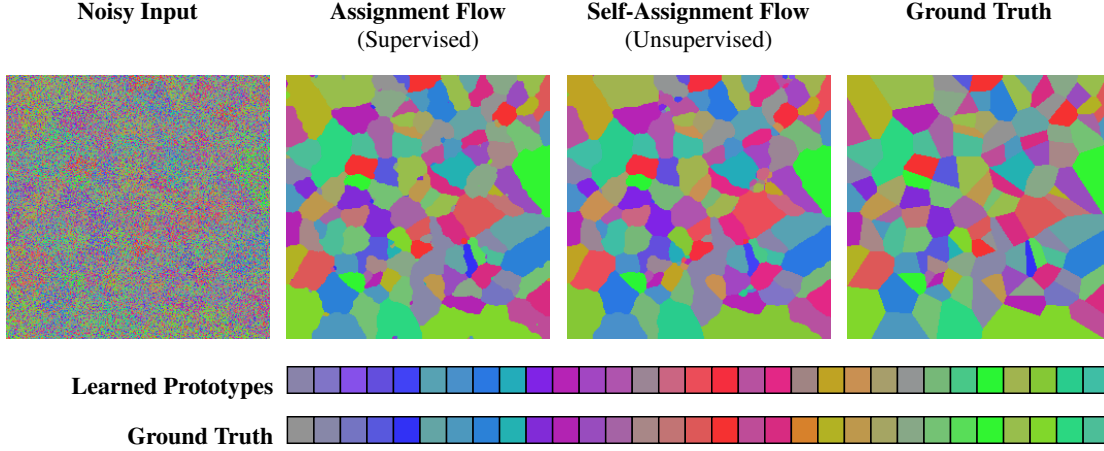 Noisy Input
Assignment Flow
(Supervised)
Self-Assignment Flow
(Unsupervised)
Ground Truth
Learned Prototypes
Ground Truth